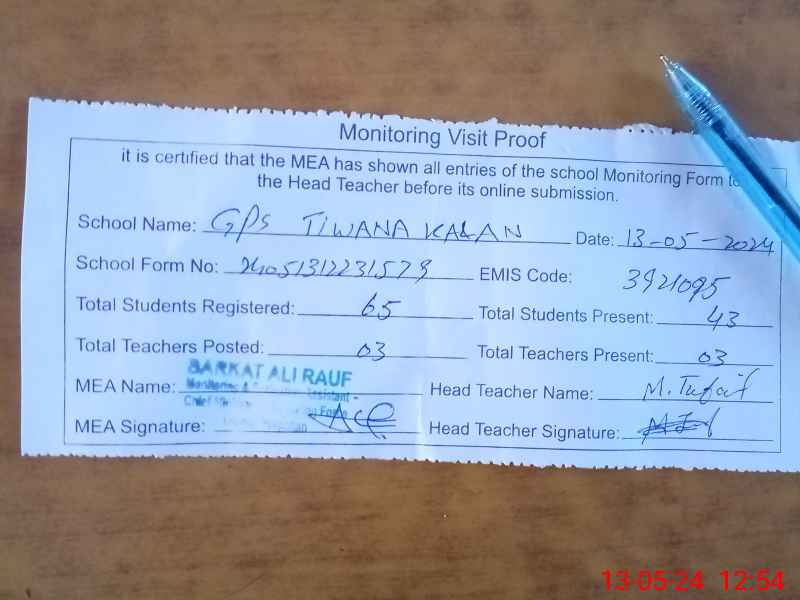 Monitoring Visit Proof
it is certified that the MEA has shown all entries of the school Monitoring Form to
the Head Teacher before its online submission.
School Name: GPS TIWANA KALAN Date: 13-05-2024
School Form No: 24051312231579 EMIS Code: 3921095
Total Students Registered: 65 Total Students Present: 43
Total Teachers Posted: 03 Total Teachers Present: 03
BARKAT ALI RAUF
MEA Name: Head Teacher Name: M. Tufail
MEA Signature: Head Teacher Signature:
13-05-24 12:54